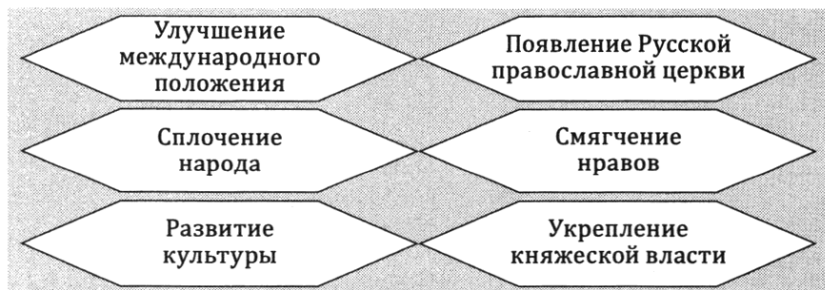 Улучшение
международного
положения
Появление Русской
православной церкви
Сплочение
народа
Смягчение
нравов
Развитие
культуры
Укрепление
княжеской власти